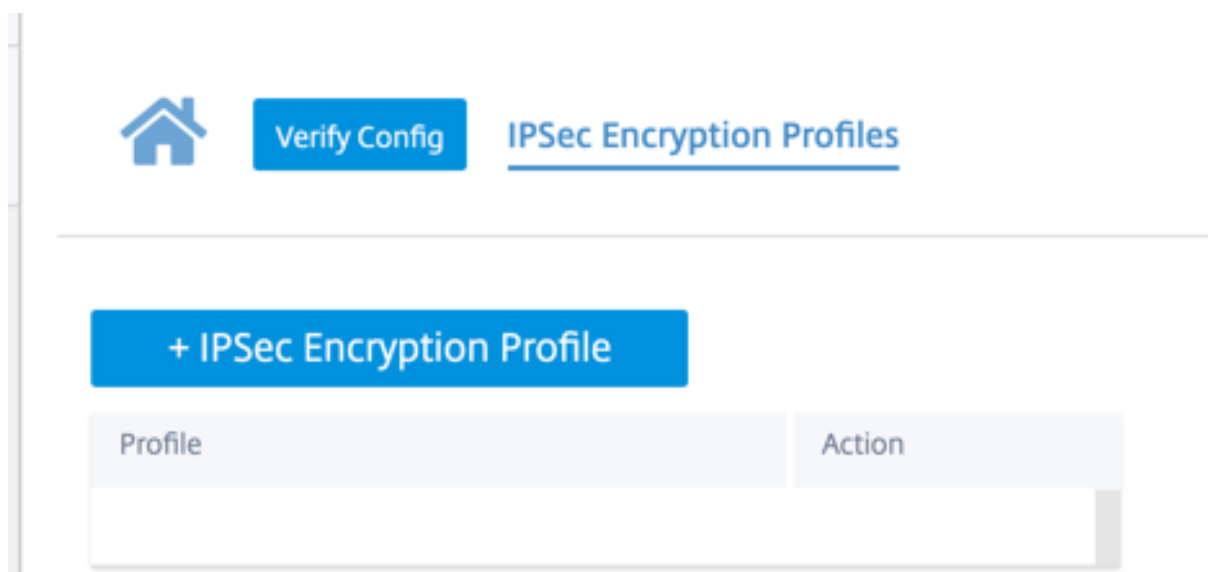 Verify Config
IPSec Encryption Profiles
+ IPSec Encryption Profile
Profile
Action